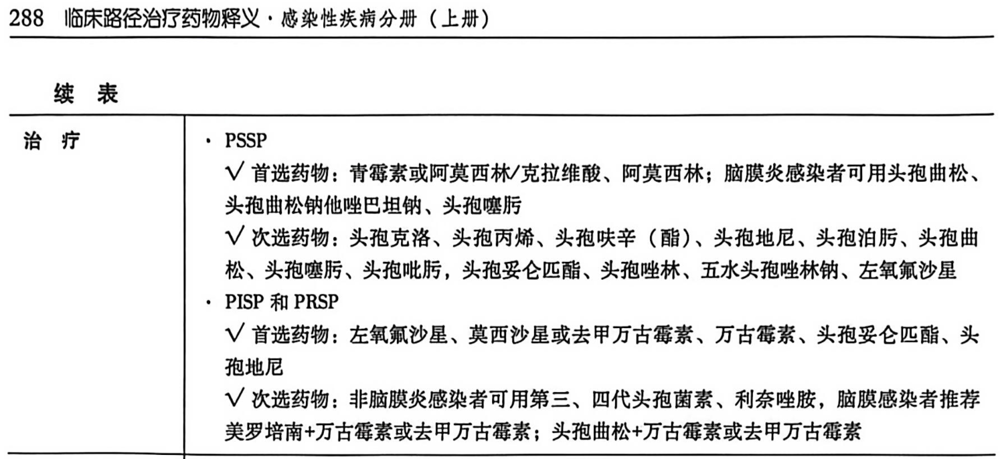 288 临床路径治疗药物释义·感染性疾病分册（上册）
续 表
治 疗
· PSSP
√ 首选药物：青霉素或阿莫西林/克拉维酸、阿莫西林；脑膜炎感染者可用头孢曲松、
头孢曲松钠他唑巴坦钠、头孢噻肟
√ 次选药物：头孢克洛、头孢丙烯、头孢呋辛（酯）、头孢地尼、头孢泊肟、头孢曲
松、头孢噻肟、头孢吡肟，头孢妥仑匹酯、头孢唑林、五水头孢唑林钠、左氧氟沙星
· PISP 和 PRSP
√ 首选药物：左氧氟沙星、莫西沙星或去甲万古霉素、万古霉素、头孢妥仑匹酯、头
孢地尼
√ 次选药物：非脑膜炎感染者可用第三、四代头孢菌素、利奈唑胺，脑膜感染者推荐
美罗培南+万古霉素或去甲万古霉素；头孢曲松+万古霉素或去甲万古霉素